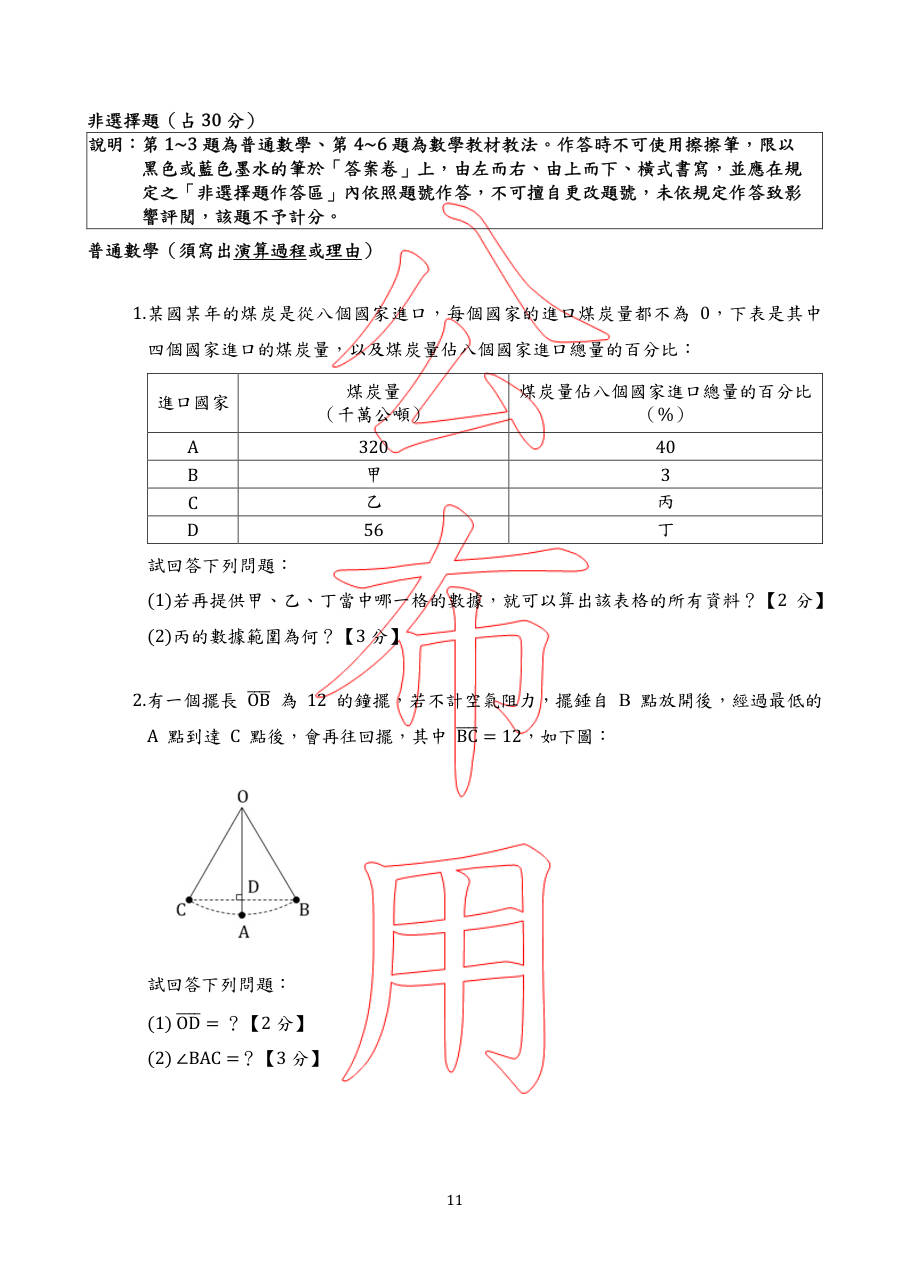 非選擇題（占 30 分）
說明：第 1~3 題為普通數學、第 4~6 題為數學教材教法。作答時不可使用擦擦筆，限以
黑色或藍色墨水的筆於「答案卷」上，由左而右、由上而下、橫式書寫，並應在規
定之「非選擇題作答區」內依照題號作答，不可擅自更改題號，未依規定作答致影
響評閱，該題不予計分。
普通數學（須寫出演算過程或理由）
1.某國某年的煤炭是從八個國家進口，每個國家的進口煤炭量都不為 0，下表是其中
四個國家進口的煤炭量，以及煤炭量佔八個國家進口總量的百分比：
進口國家 煤炭量（千萬公噸） 煤炭量佔八個國家進口總量的百分比（%）
A 320 40
B 甲 3
C 乙 丙
D 56 丁
試回答下列問題：
(1)若再提供甲、乙、丁當中哪一格的數據，就可以算出該表格的所有資料？【2 分】
(2)丙的數據範圍為何？【3 分】
2.有一個擺長 OB 為 12 的鐘擺，若不計空氣阻力，擺錘自 B 點放開後，經過最低的
A 點到達 C 點後，會再往回擺，其中 BC = 12，如下圖：
O
D
C
B
A
試回答下列問題：
(1) OD = ？【2 分】
(2) ∠BAC =？【3 分】
公
布
用
11